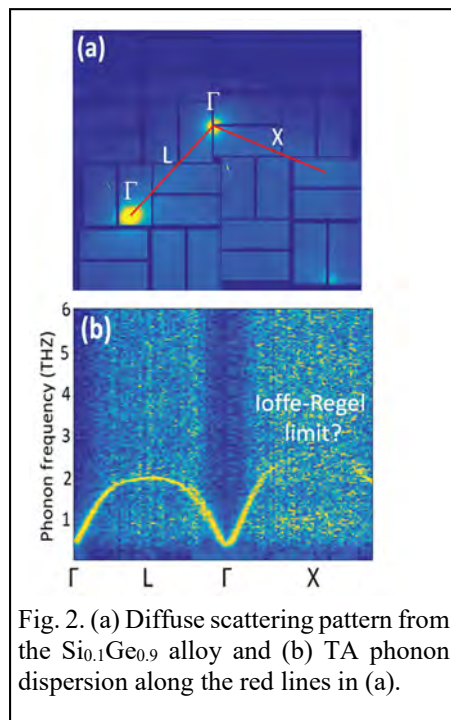 (a)
Γ
L
X
Γ
(b)
Phonon frequency (THZ)
6
5
4
3
2
1
Ioffe-Regel
limit?
Γ L Γ X
Fig. 2. (a) Diffuse scattering pattern from
the Si₀.₁Ge₀.₉ alloy and (b) TA phonon
dispersion along the red lines in (a).